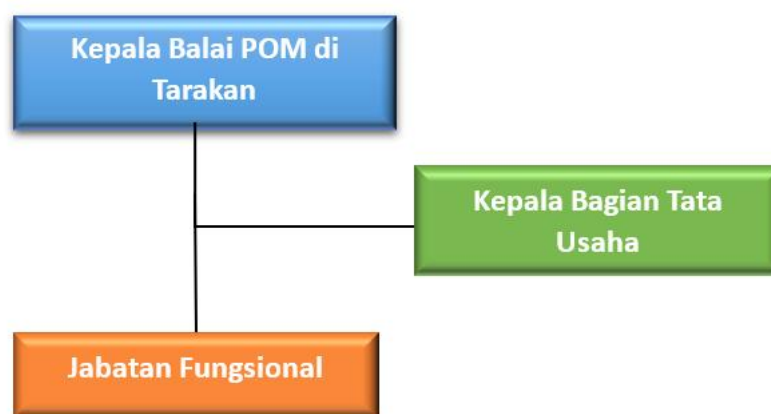 Kepala Balai POM di
Tarakan
Kepala Bagian Tata
Usaha
Jabatan Fungsional